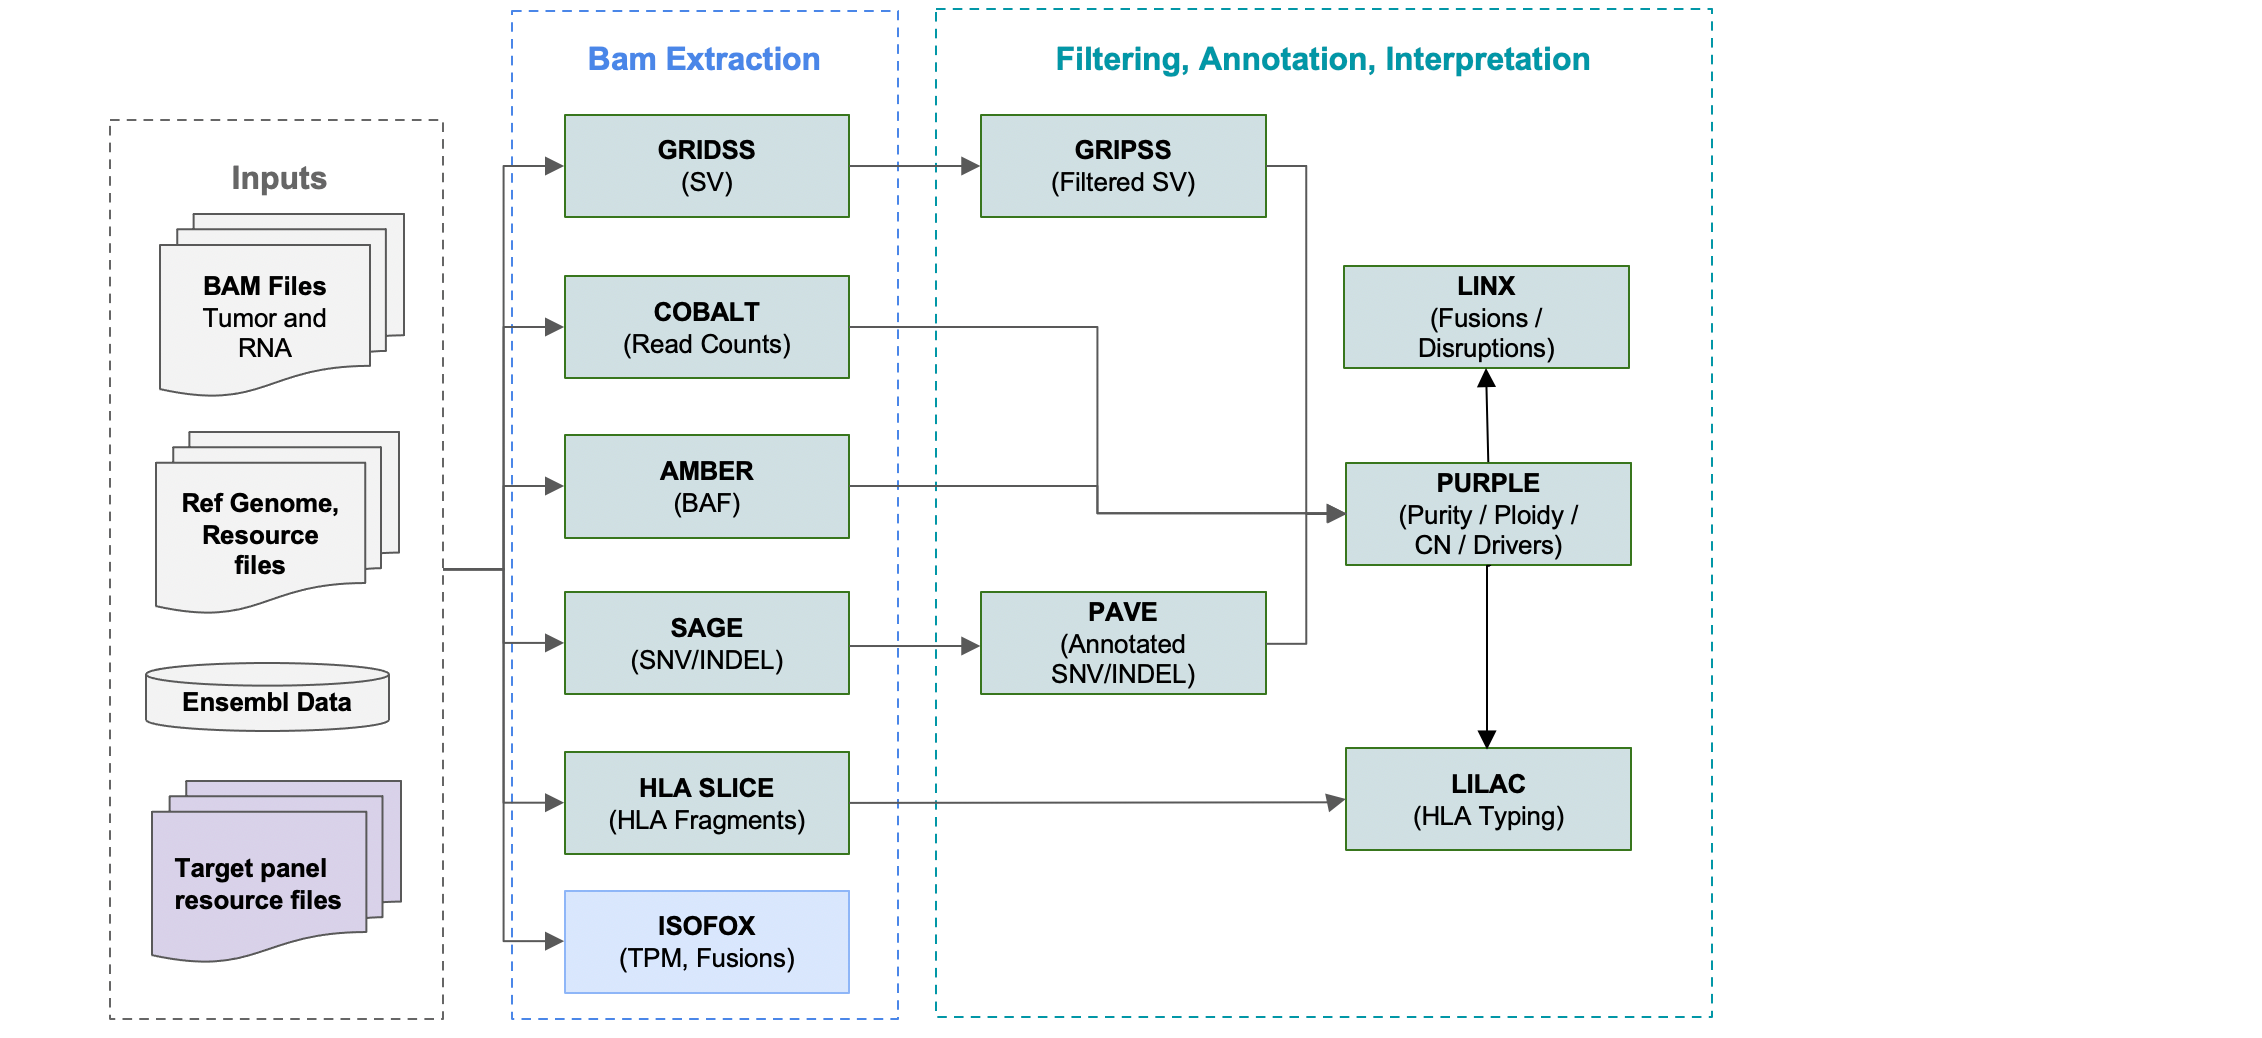 Inputs
BAM Files
Tumor and
RNA
Ref Genome,
Resource
files
Ensembl Data
Target panel
resource files
Bam Extraction
GRIDSS
(SV)
COBALT
(Read Counts)
AMBER
(BAF)
SAGE
(SNV/INDEL)
HLA SLICE
(HLA Fragments)
ISOFOX
(TPM, Fusions)
Filtering, Annotation, Interpretation
GRIPSS
(Filtered SV)
PAVE
(Annotated
SNV/INDEL)
LINX
(Fusions /
Disruptions)
PURPLE
(Purity / Ploidy /
CN / Drivers)
LILAC
(HLA Typing)